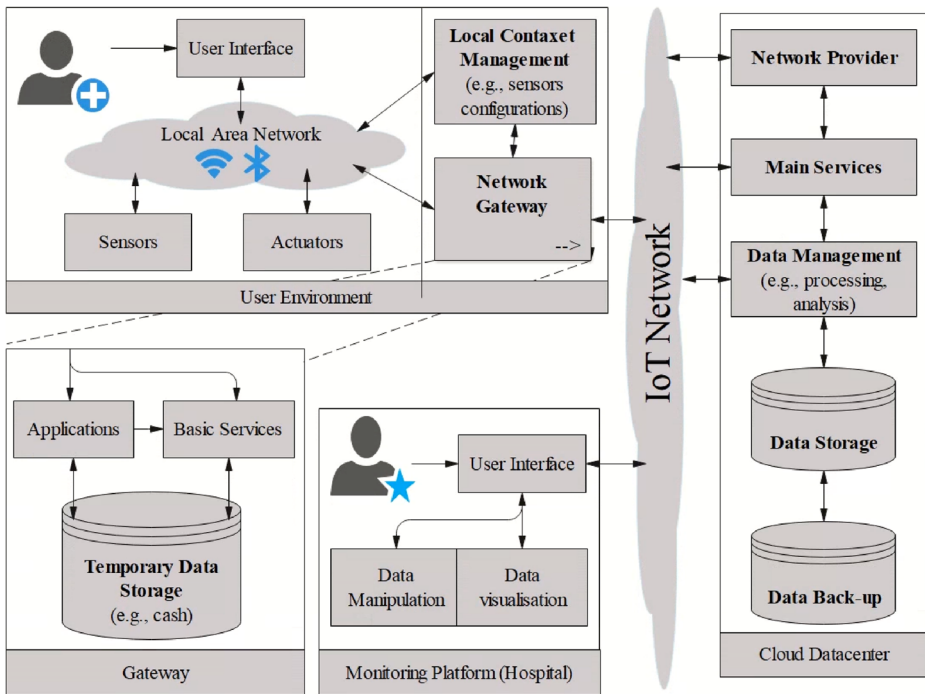 User Interface
Local Contaxet
Management
(e.g., sensors
configurations)
Local Area Network
Network
Gateway
-->
Sensors
Actuators
User Environment
IoT Network
Network Provider
Main Services
Data Management
(e.g., processing,
analysis)
Data Storage
Data Back-up
Cloud Datacenter
Applications
Basic Services
Temporary Data
Storage
(e.g., cash)
Gateway
User Interface
Data
Manipulation
Data
visualisation
Monitoring Platform (Hospital)